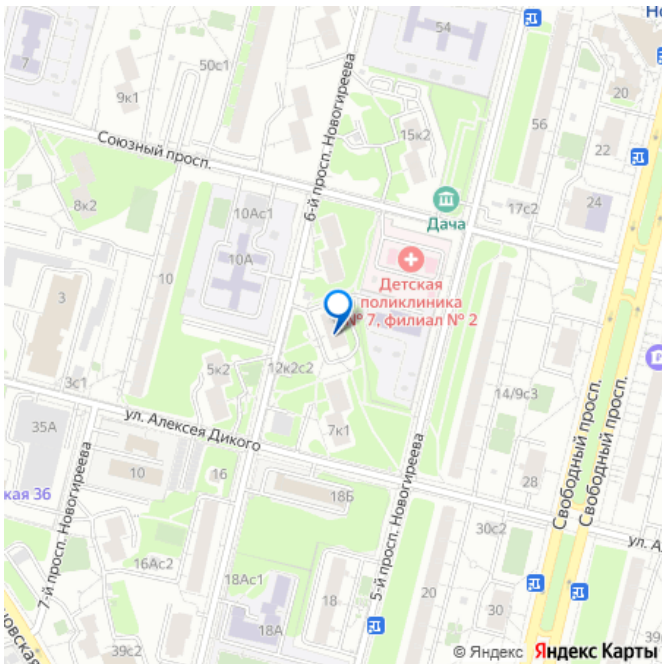 54
Но
7
50с1
9к1
20
56
15к2
22
Союзный просп.
6-й просп. Новогиреева
24
17с2
8к2
10Ас1
Дача
10А
10
Детская
поликлиника
№ 7, филиал № 2
3
12к2с2
5к2
3с1
14/9с3
ул. Алексея Дикого
7к1
35А
10
16
28
кая 36
18Б
Свободный просп.
Свободный просп.
7-й просп. Новогиреева
5-й просп. Новогиреева
30с2
ул. А
16Ас2
18Ас1
18
20
30
18А
39с2
39/
новская
© Яндекс Яндекс Карты